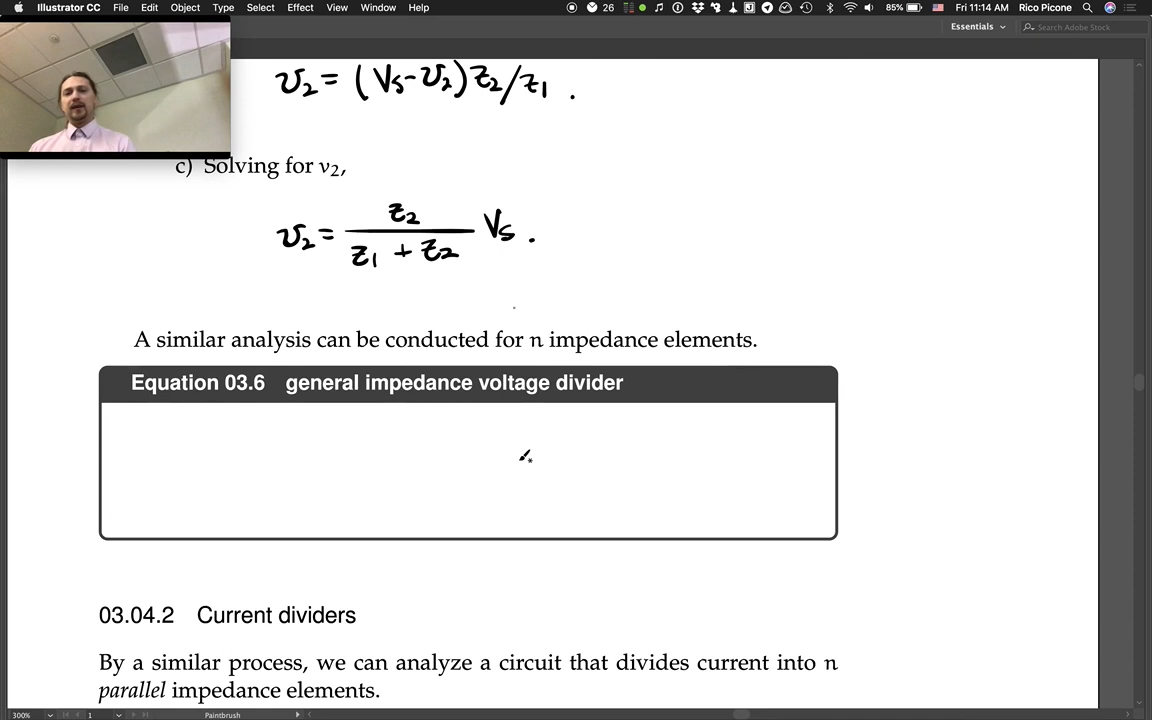 Illustrator CC File Edit Object Type Select Effect View Window Help 26 85% Fri 11:14 AM Rico Picone
Essentials Search Adobe Stock
v₂ = (Vs-v₂) Z₂/Z₁ .
c) Solving for v₂,
v₂ = Z₂ / (Z₁ + Z₂) Vs .
A similar analysis can be conducted for n impedance elements.
Equation 03.6 general impedance voltage divider
03.04.2 Current dividers
By a similar process, we can analyze a circuit that divides current into n
parallel impedance elements.
300% 1 Paintbrush